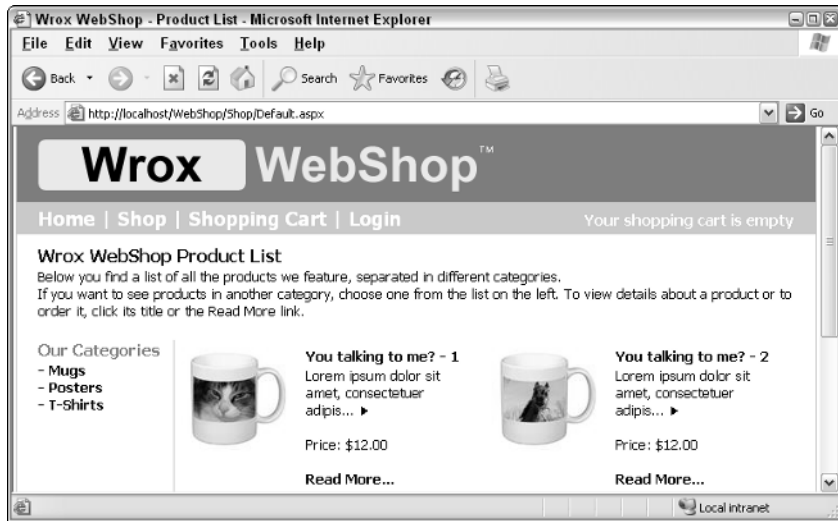 Wrox WebShop - Product List - Microsoft Internet Explorer
File Edit View Favorites Tools Help
Back Search Favorites
Address http://localhost/WebShop/Shop/Default.aspx Go
Wrox WebShop™
Home | Shop | Shopping Cart | Login Your shopping cart is empty
Wrox WebShop Product List
Below you find a list of all the products we feature, separated in different categories.
If you want to see products in another category, choose one from the list on the left. To view details about a product or to
order it, click its title or the Read More link.
Our Categories
- Mugs
- Posters
- T-Shirts
You talking to me? - 1
Lorem ipsum dolor sit
amet, consectetuer
adipis...
Price: $12.00
Read More...
You talking to me? - 2
Lorem ipsum dolor sit
amet, consectetuer
adipis...
Price: $12.00
Read More...
Local intranet